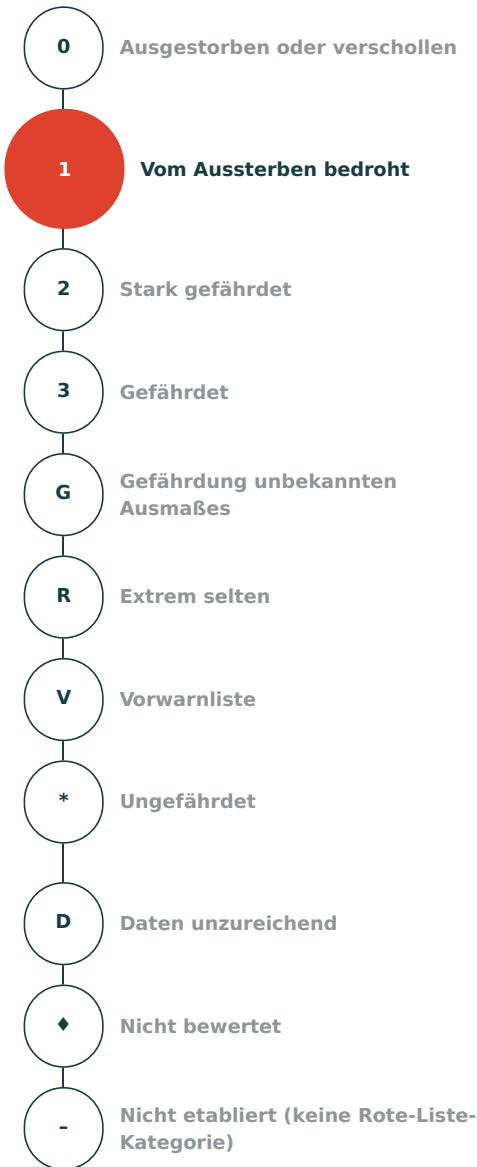 0 Ausgestorben oder verschollen
1 Vom Aussterben bedroht
2 Stark gefährdet
3 Gefährdet
G Gefährdung unbekannten
Ausmaßes
R Extrem selten
V Vorwarnliste
* Ungefährdet
D Daten unzureichend
♦ Nicht bewertet
– Nicht etabliert (keine Rote-Liste-
Kategorie)